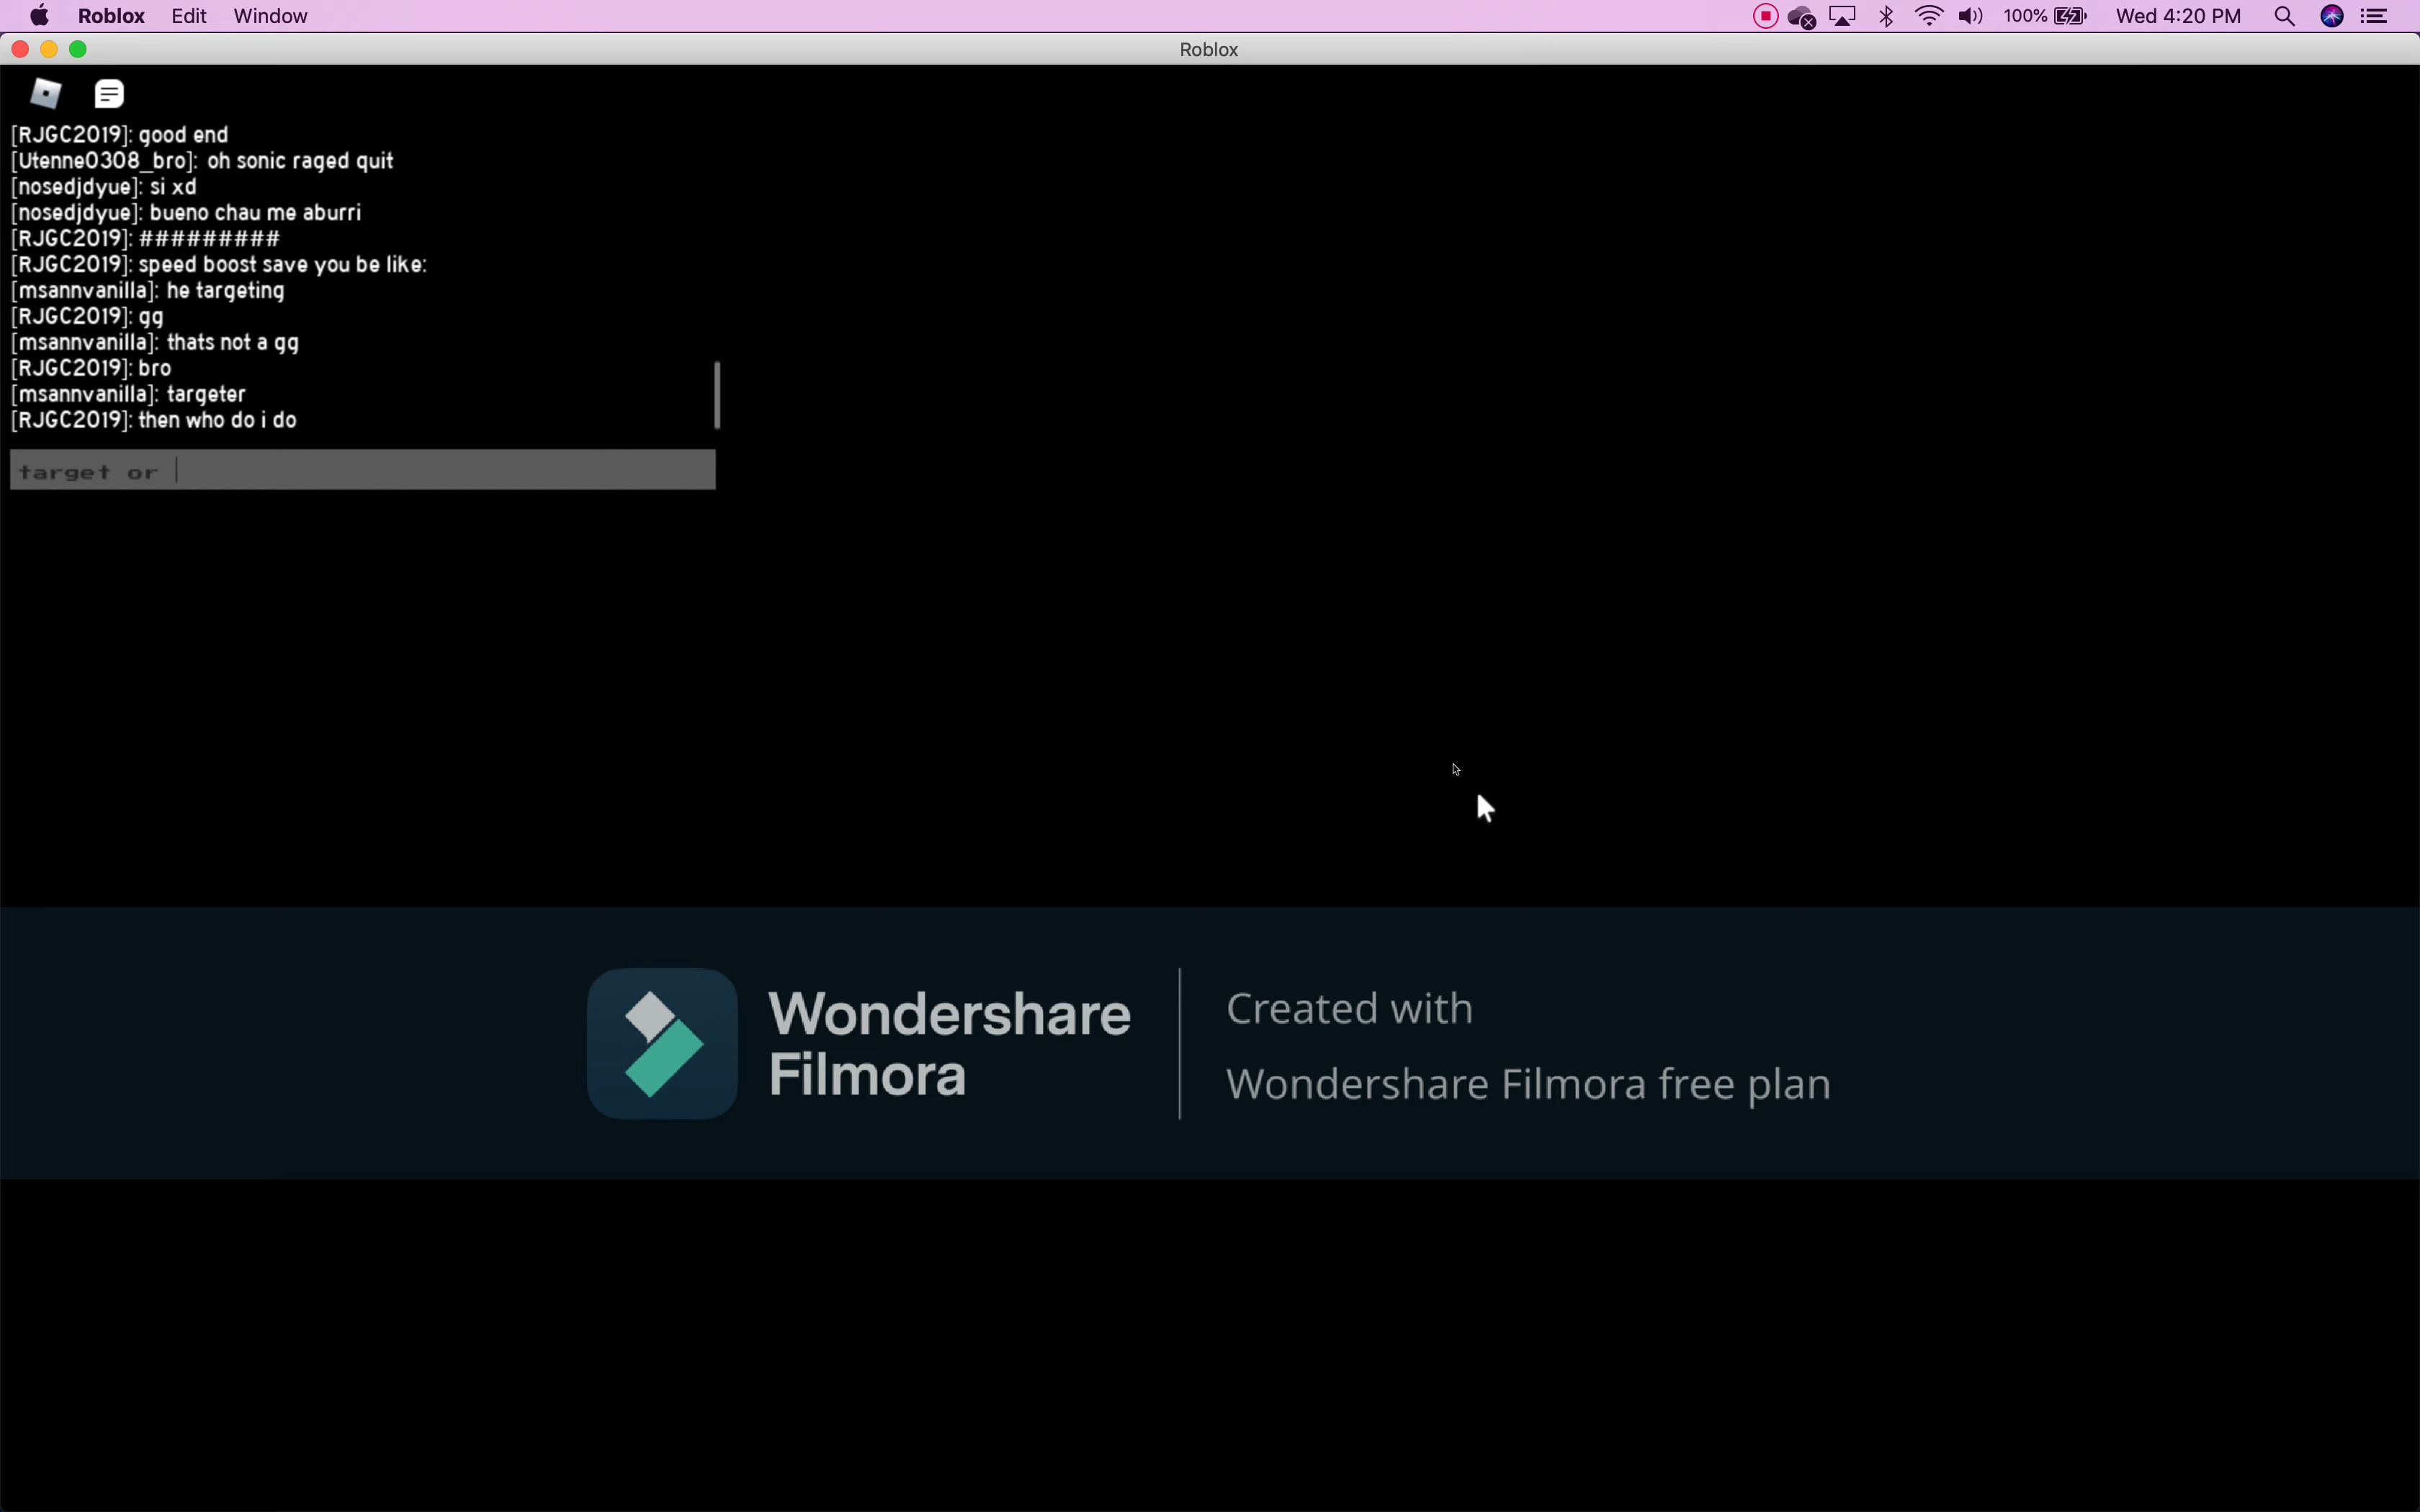 Roblox Edit Window 100% Wed 4:20 PM
Roblox
[RJGC2019]: good end
[Utenne0308_bro]: oh sonic raged quit
[nosedjdyue]: si xd
[nosedjdyue]: bueno chau me aburri
[RJGC2019]: #########
[RJGC2019]: speed boost save you be like:
[msannvanilla]: he targeting
[RJGC2019]: gg
[msannvanilla]: thats not a gg
[RJGC2019]: bro
[msannvanilla]: targeter
[RJGC2019]: then who do i do
target or
Wondershare
Filmora
Created with
Wondershare Filmora free plan